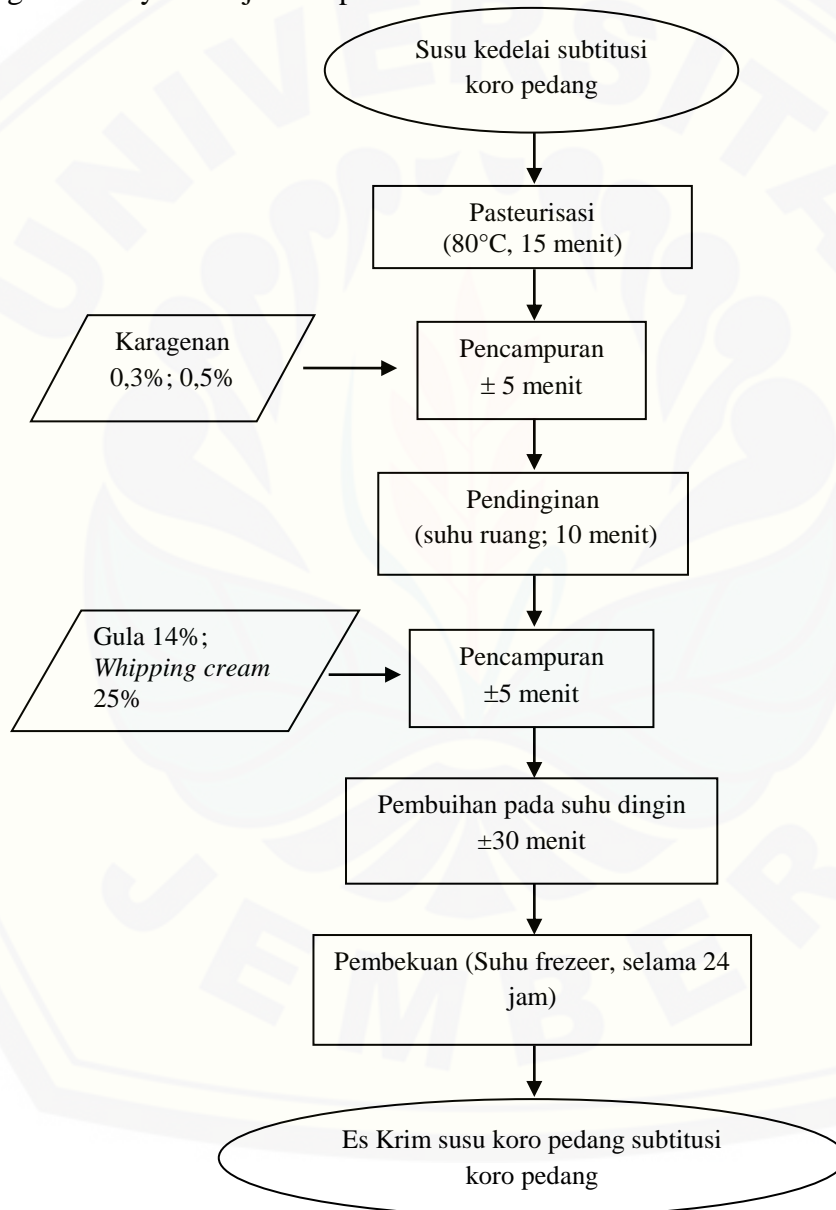 Susu kedelai subtitusi
koro pedang
Pasteurisasi
(80°C, 15 menit)
Karagenan
0,3%; 0,5%
Pencampuran
± 5 menit
Pendinginan
(suhu ruang; 10 menit)
Gula 14%;
Whipping cream
25%
Pencampuran
±5 menit
Pembuihan pada suhu dingin
±30 menit
Pembekuan (Suhu frezeer, selama 24
jam)
Es Krim susu koro pedang subtitusi
koro pedang
JEMBER